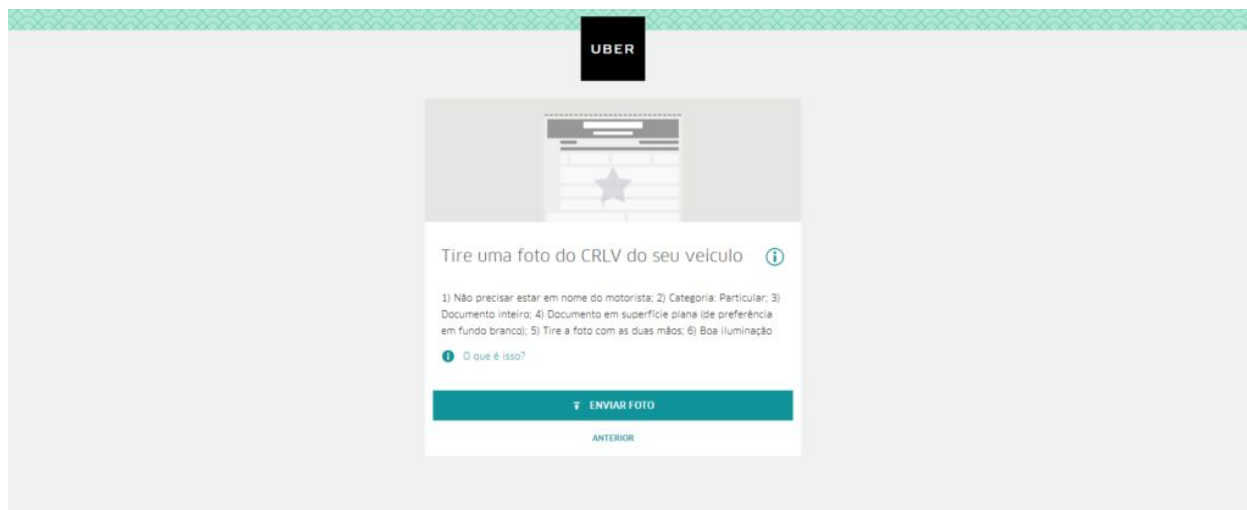 UBER
Tire uma foto do CRLV do seu veículo
1) Não precisar estar em nome do motorista; 2) Categoria: Particular; 3)
Documento inteiro; 4) Documento em superfície plana (de preferência
em fundo branco); 5) Tire a foto com as duas mãos; 6) Boa iluminação
O que é isso?
ENVIAR FOTO
ANTERIOR